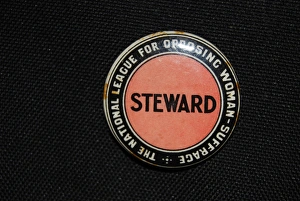 THE NATIONAL LEAGUE FOR OPPOSING WOMAN-SUFFRAGE
STEWARD